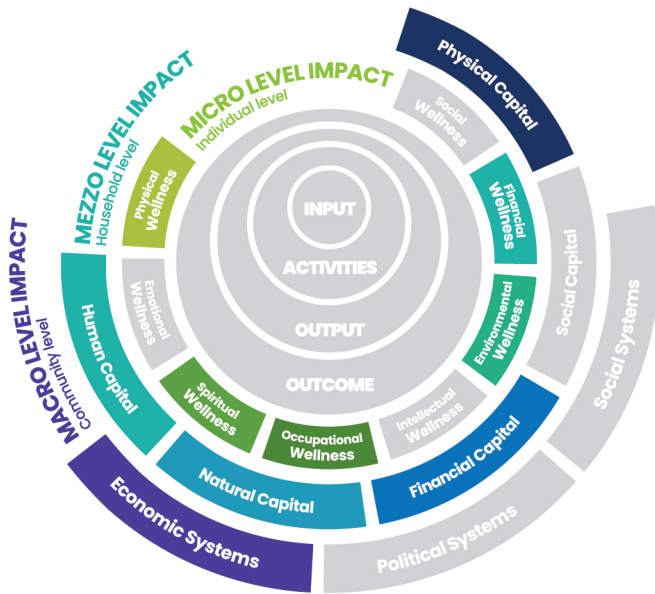 MICRO LEVEL IMPACT
Individual level
MEZZO LEVEL IMPACT
Household level
MACRO LEVEL IMPACT
Community level
INPUT
ACTIVITIES
OUTPUT
OUTCOME
Physical
Wellness
Social
Wellness
Financial
Wellness
Environmental
Wellness
Intellectual
Wellness
Occupational
Wellness
Spiritual
Wellness
Emotional
Wellness
Physical Capital
Social Capital
Financial Capital
Natural Capital
Human Capital
Social Systems
Political Systems
Economic Systems